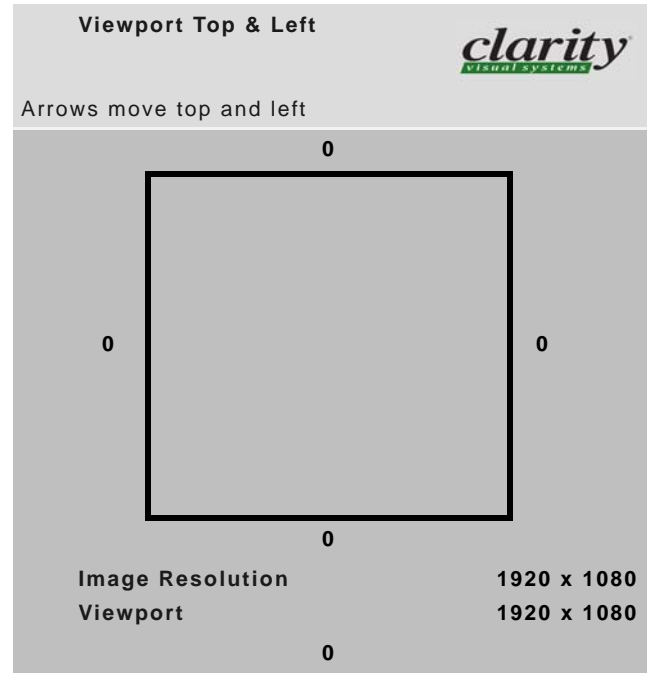 Viewport Top & Left
clarity
visual systems
Arrows move top and left
0
0 0
0
Image Resolution 1920 x 1080
Viewport 1920 x 1080
0